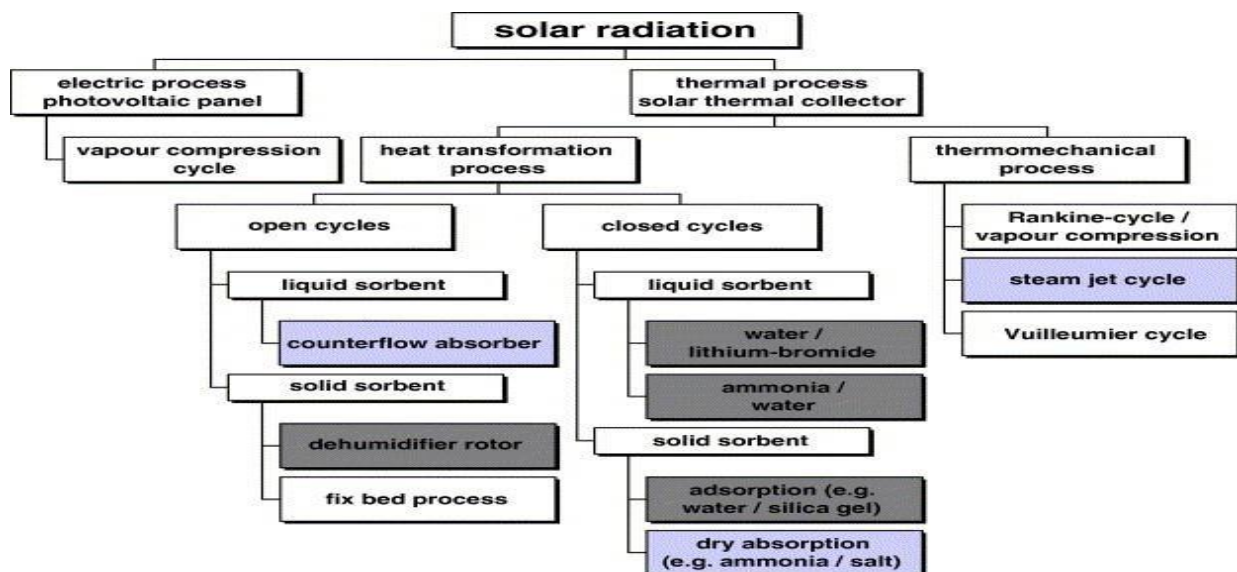 solar radiation
electric process
photovoltaic panel
thermal process
solar thermal collector
vapour compression
cycle
heat transformation
process
thermomechanical
process
open cycles
closed cycles
Rankine-cycle /
vapour compression
liquid sorbent
liquid sorbent
steam jet cycle
counterflow absorber
water /
lithium-bromide
Vuilleumier cycle
solid sorbent
ammonia /
water
dehumidifier rotor
solid sorbent
fix bed process
adsorption (e.g.
water / silica gel)
dry absorption
(e.g. ammonia / salt)